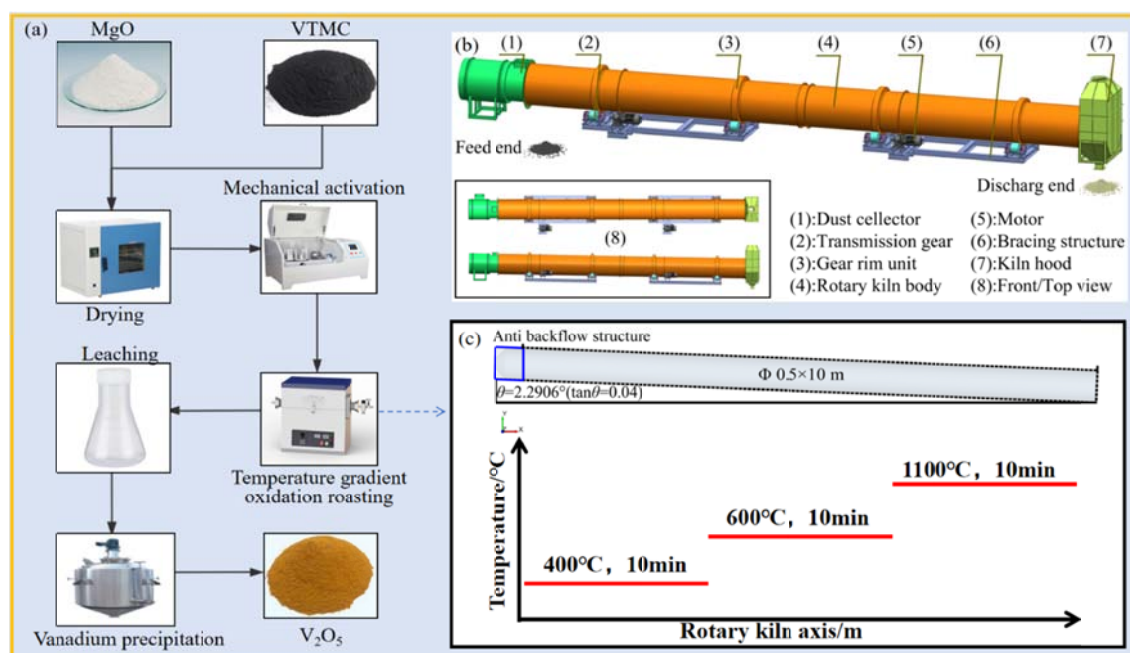 (a)
MgO
VTMC
Mechanical activation
Drying
Leaching
Temperature gradient
oxidation roasting
Vanadium precipitation
V₂O₅
(b)
(1)
(2)
(3)
(4)
(5)
(6)
(7)
Feed end
Discharg end
(8)
(1):Dust cellector
(2):Transmission gear
(3):Gear rim unit
(4):Rotary kiln body
(5):Motor
(6):Bracing structure
(7):Kiln hood
(8):Front/Top view
(c)
Anti backflow structure
Φ 0.5×10 m
θ=2.2906°(tanθ=0.04)
Y
Z
X
Temperature/°C
400°C，10min
600°C，10min
1100°C，10min
Rotary kiln axis/m